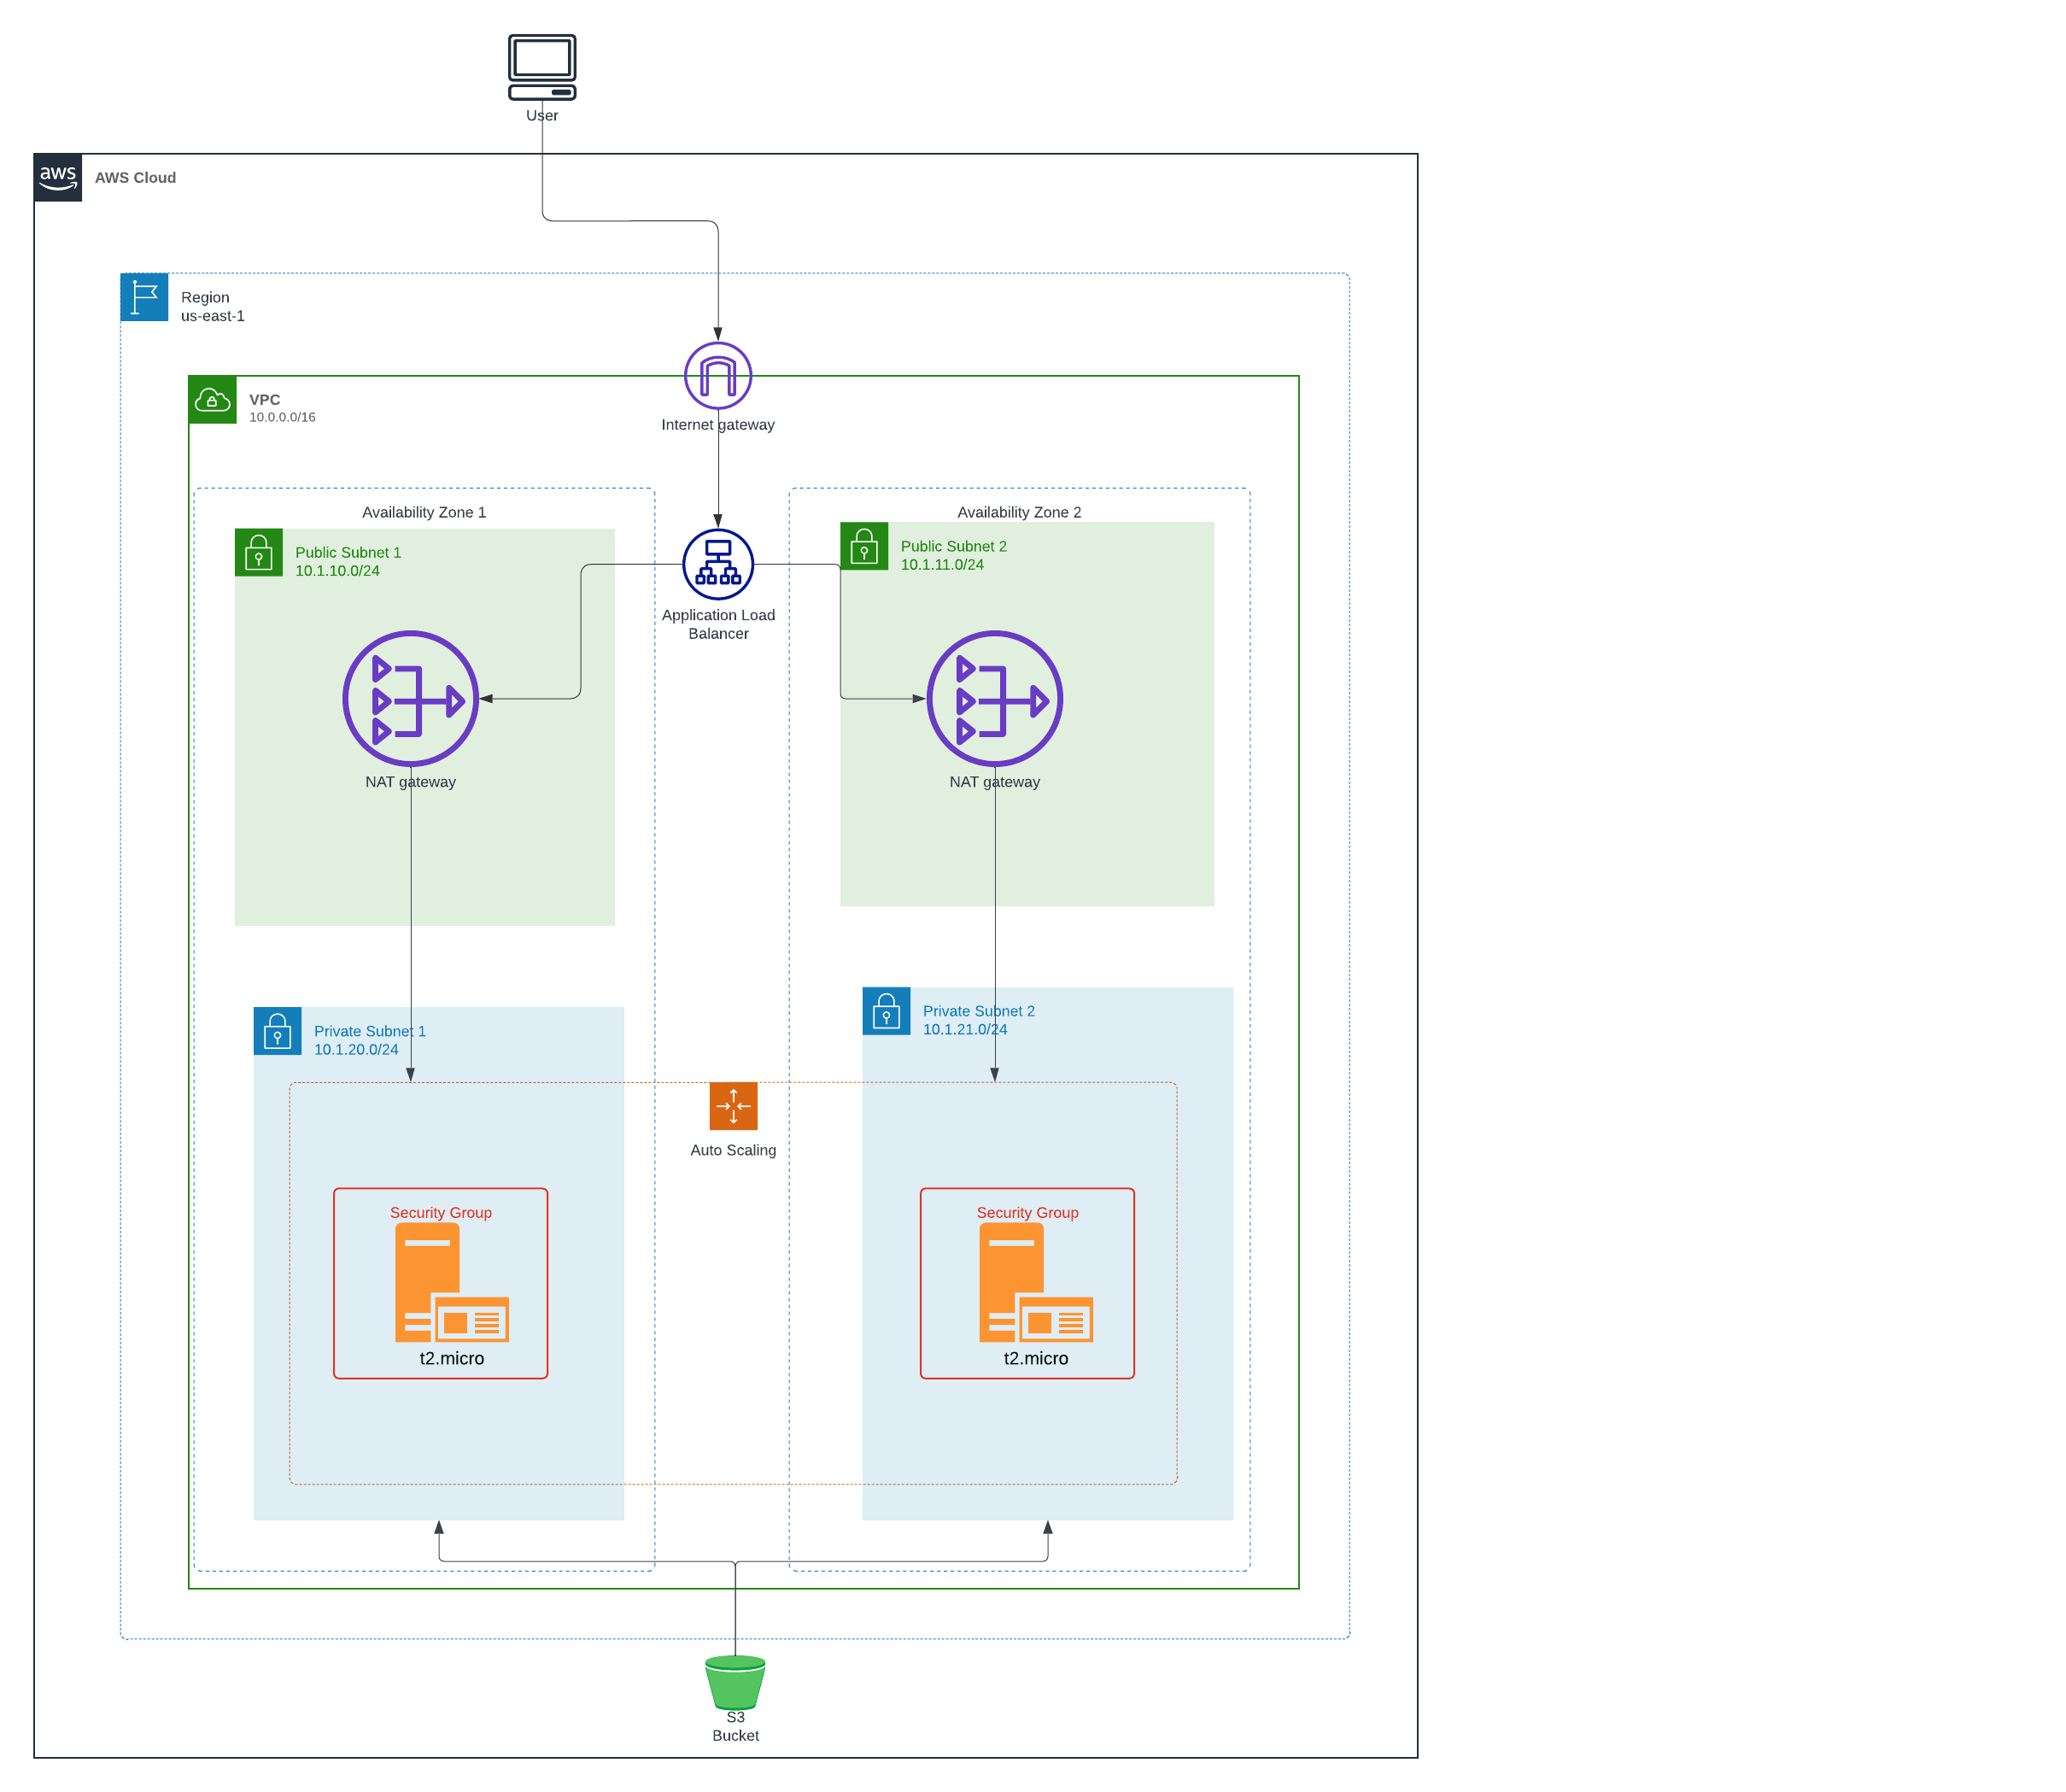 User
aws
AWS Cloud
Region
us-east-1
VPC
10.0.0.0/16
Internet gateway
Availability Zone 1
Availability Zone 2
Public Subnet 1
10.1.10.0/24
Public Subnet 2
10.1.11.0/24
Application Load
Balancer
NAT gateway
NAT gateway
Private Subnet 1
10.1.20.0/24
Private Subnet 2
10.1.21.0/24
Auto Scaling
Security Group
t2.micro
Security Group
t2.micro
S3
Bucket